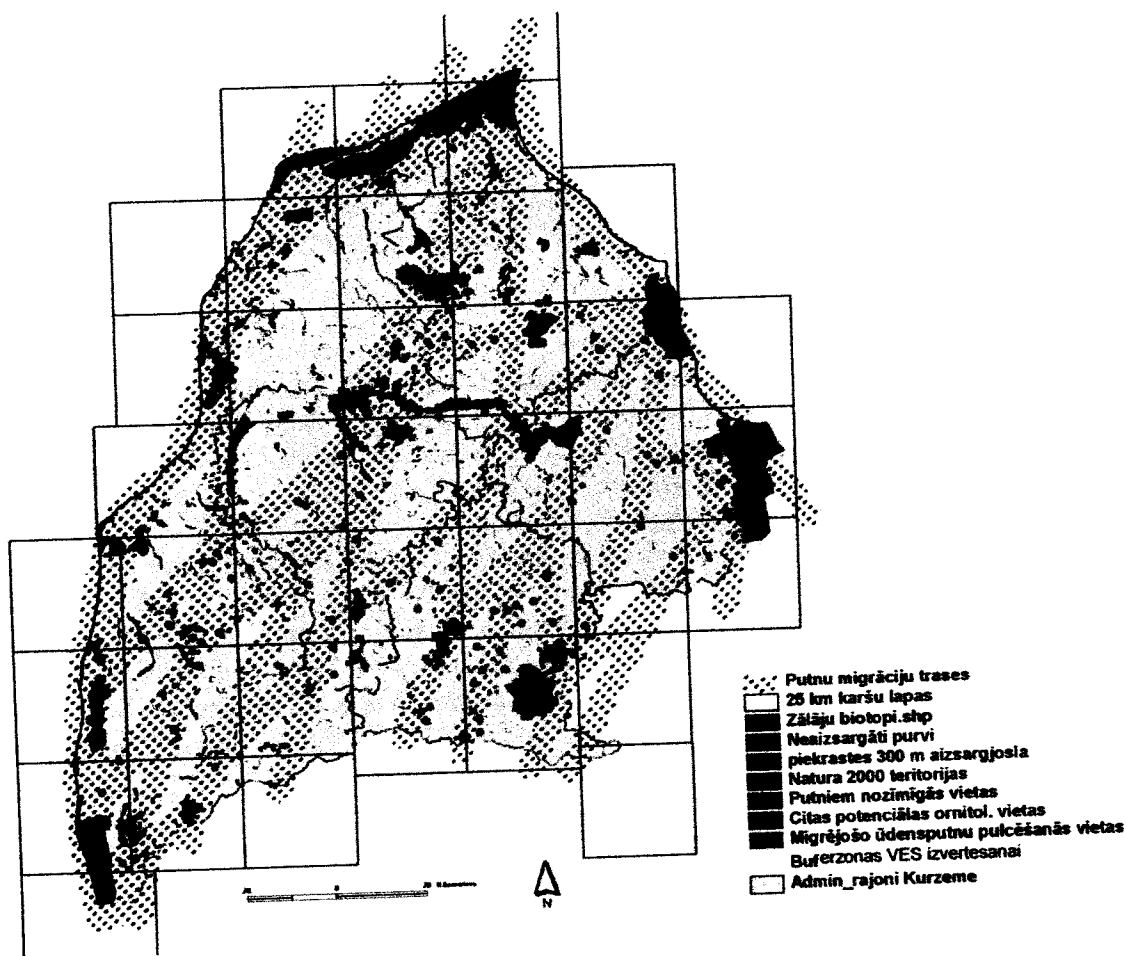 Putnu migrāciju trases
25 km karšu lapas
Zālāju biotopi.shp
Neaizsargāti purvi
piekrastes 300 m aizsargjosla
Natura 2000 teritorijas
Putniem nozīmīgās vietas
Citas potenciālas ornitol. vietas
Migrējošo ūdensputnu pulcēšanās vietas
Buferzonas VES izvertesanai
Admin_rajoni Kurzeme
N